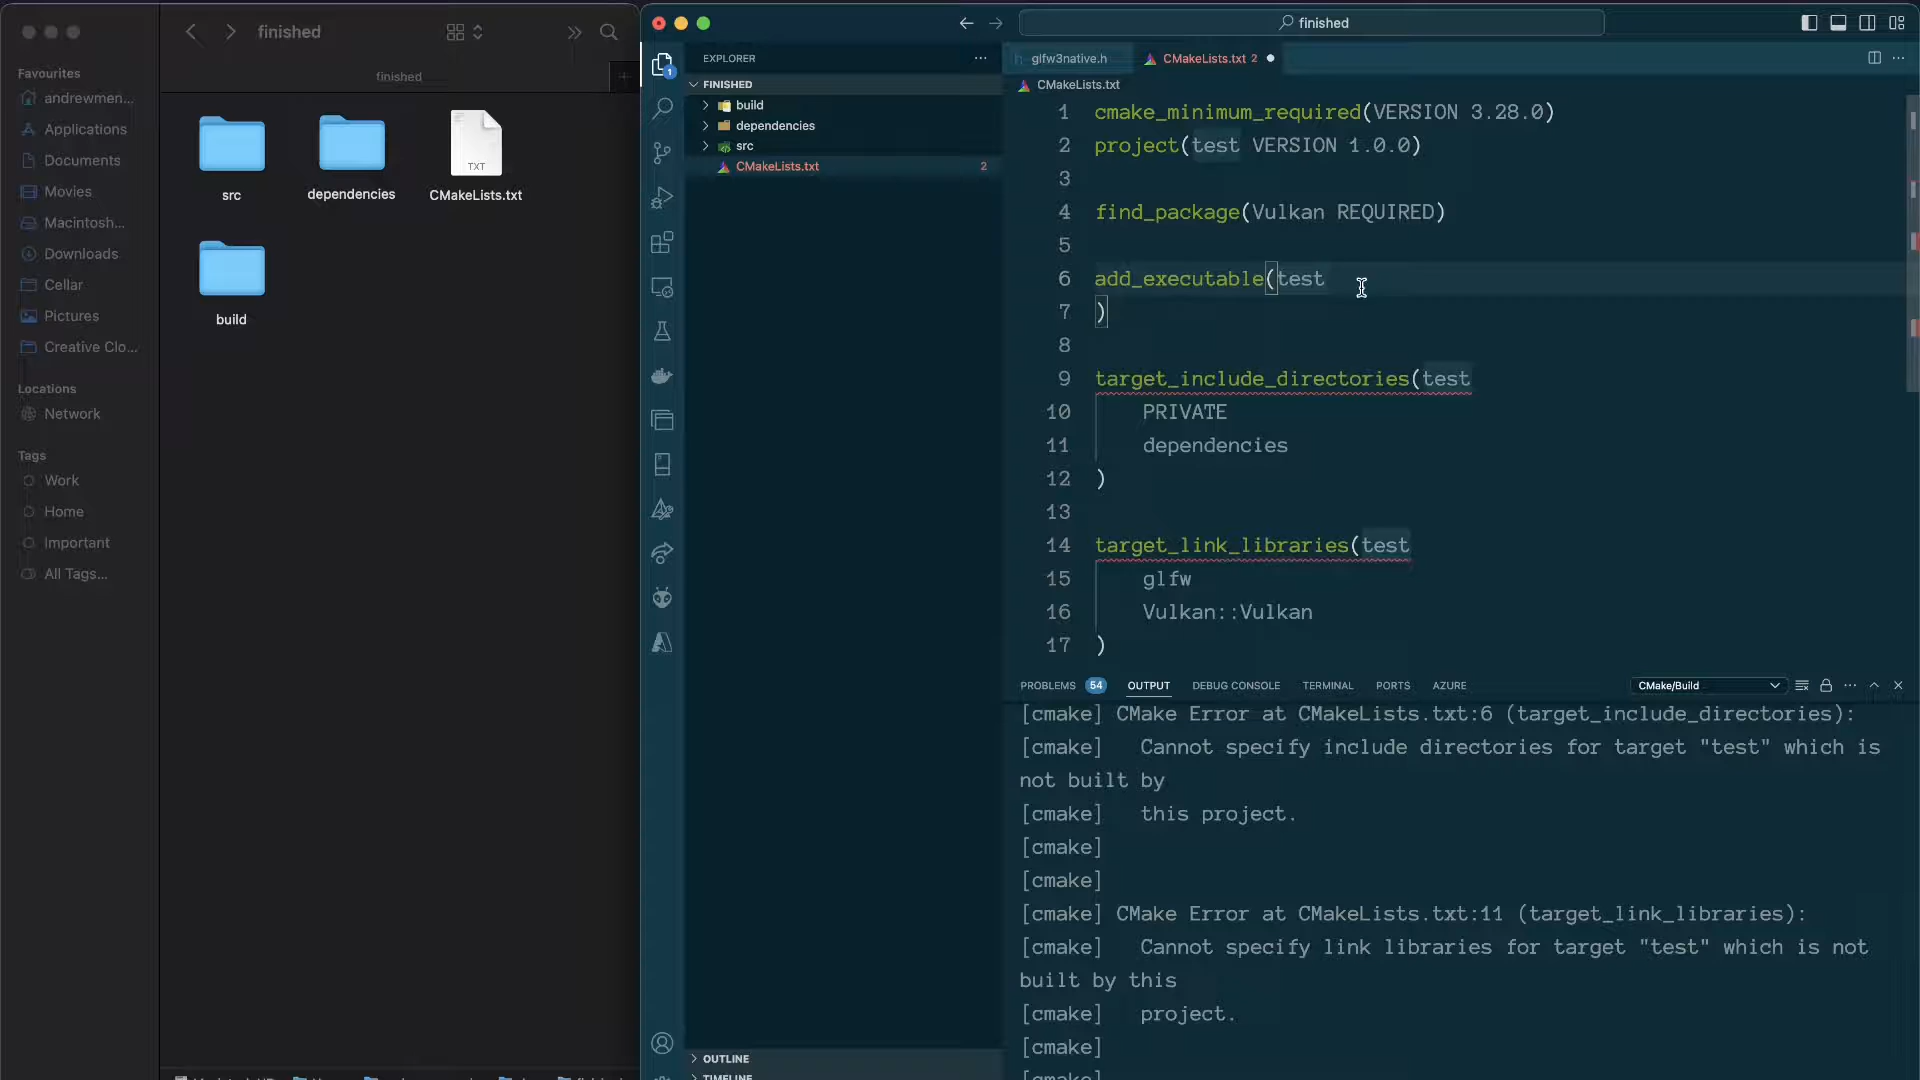 finished
finished
Favourites
andrewmen...
Applications
Documents
Movies
Macintosh...
Downloads
Cellar
Pictures
Creative Clo...
Locations
Network
Tags
Work
Home
Important
All Tags...
src
dependencies
TXT
CMakeLists.txt
build
finished
EXPLORER
FINISHED
build
dependencies
src
CMakeLists.txt 2
1
OUTLINE
TIMELINE
glfw3native.h
CMakeLists.txt 2
CMakeLists.txt
1 cmake_minimum_required(VERSION 3.28.0)
2 project(test VERSION 1.0.0)
3
4 find_package(Vulkan REQUIRED)
5
6 add_executable(test
7 )
8
9 target_include_directories(test
10 PRIVATE
11 dependencies
12 )
13
14 target_link_libraries(test
15 glfw
16 Vulkan::Vulkan
17 )
PROBLEMS 54 OUTPUT DEBUG CONSOLE TERMINAL PORTS AZURE CMake/Build
[cmake] CMake Error at CMakeLists.txt:6 (target_include_directories):
[cmake] Cannot specify include directories for target "test" which is
not built by
[cmake] this project.
[cmake]
[cmake]
[cmake] CMake Error at CMakeLists.txt:11 (target_link_libraries):
[cmake] Cannot specify link libraries for target "test" which is not
built by this
[cmake] project.
[cmake]
[cmake]